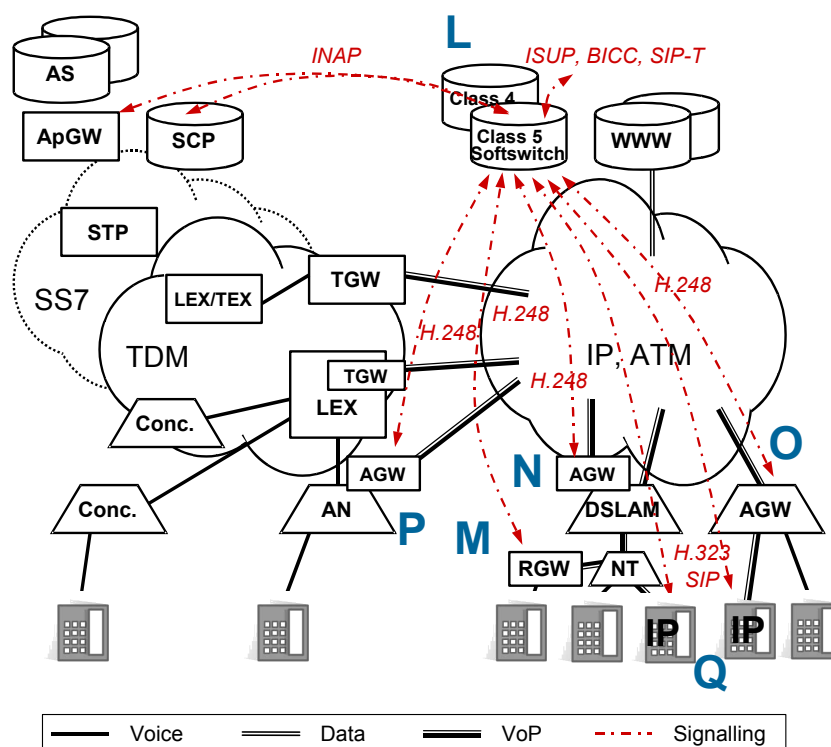 L
INAP
ISUP, BICC, SIP-T
AS
Class 4
ApGW
SCP
Class 5
Softswitch
WWW
STP
SS7
LEX/TEX
TGW
H.248
H.248
H.248
TDM
IP, ATM
TGW
H.248
LEX
Conc.
O
N
AGW
AGW
Conc.
AN
P
M
DSLAM
AGW
RGW
NT
H.323
SIP
IP
IP
Q
Voice
Data
VoP
Signalling